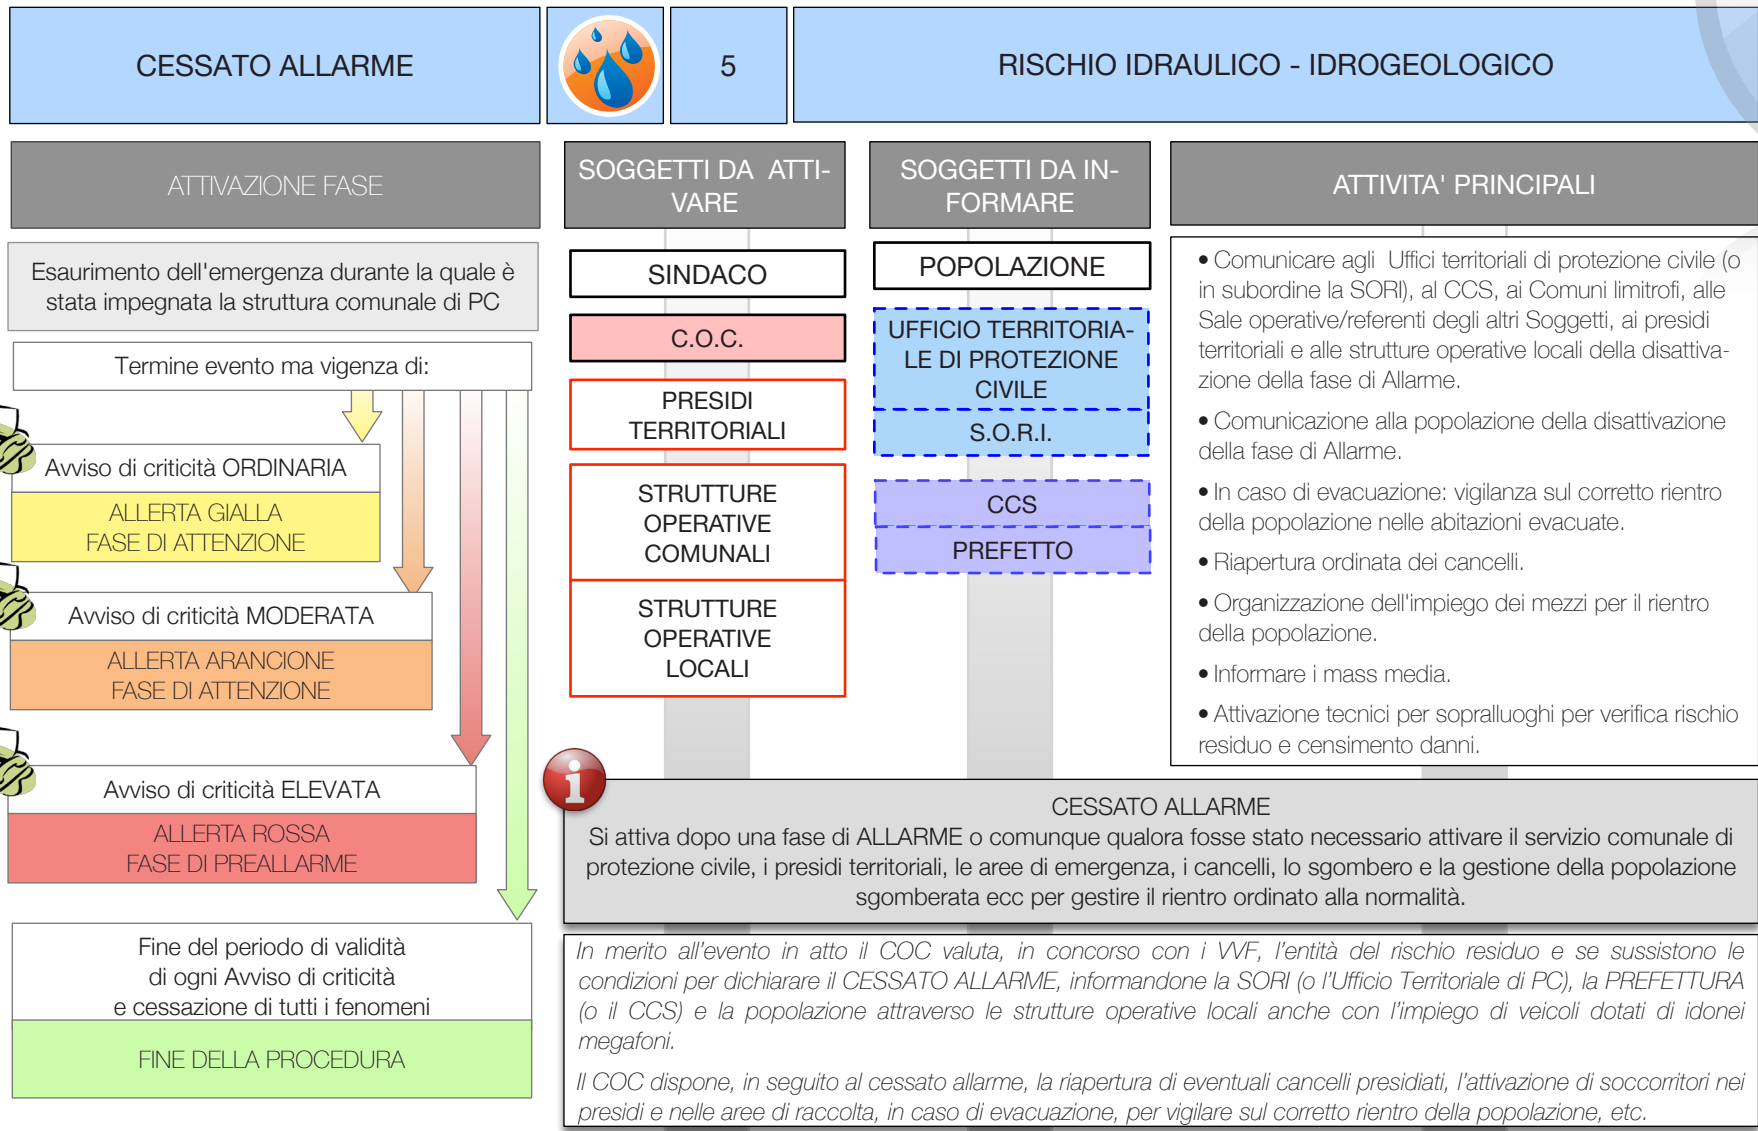 CESSATO ALLARME
5
RISCHIO IDRAULICO - IDROGEOLOGICO
ATTIVAZIONE FASE
Esaurimento dell'emergenza durante la quale è
stata impegnata la struttura comunale di PC
Termine evento ma vigenza di:
Avviso di criticità ORDINARIA
ALLERTA GIALLA
FASE DI ATTENZIONE
Avviso di criticità MODERATA
ALLERTA ARANCIONE
FASE DI ATTENZIONE
Avviso di criticità ELEVATA
ALLERTA ROSSA
FASE DI PREALLARME
Fine del periodo di validità
di ogni Avviso di criticità
e cessazione di tutti i fenomeni
FINE DELLA PROCEDURA
SOGGETTI DA ATTI-
VARE
SINDACO
C.O.C.
PRESIDI
TERRITORIALI
STRUTTURE
OPERATIVE
COMUNALI
STRUTTURE
OPERATIVE
LOCALI
SOGGETTI DA IN-
FORMARE
POPOLAZIONE
UFFICIO TERRITORIA-
LE DI PROTEZIONE
CIVILE
S.O.R.I.
CCS
PREFETTO
ATTIVITA' PRINCIPALI
• Comunicare agli Uffici territoriali di protezione civile (o
in subordine la SORI), al CCS, ai Comuni limitrofi, alle
Sale operative/referenti degli altri Soggetti, ai presidi
territoriali e alle strutture operative locali della disattiva-
zione della fase di Allarme.
• Comunicazione alla popolazione della disattivazione
della fase di Allarme.
• In caso di evacuazione: vigilanza sul corretto rientro
della popolazione nelle abitazioni evacuate.
• Riapertura ordinata dei cancelli.
• Organizzazione dell'impiego dei mezzi per il rientro
della popolazione.
• Informare i mass media.
• Attivazione tecnici per sopralluoghi per verifica rischio
residuo e censimento danni.
i
CESSATO ALLARME
Si attiva dopo una fase di ALLARME o comunque qualora fosse stato necessario attivare il servizio comunale di
protezione civile, i presidi territoriali, le aree di emergenza, i cancelli, lo sgombero e la gestione della popolazione
sgomberata ecc per gestire il rientro ordinato alla normalità.
In merito all'evento in atto il COC valuta, in concorso con i VVF, l'entità del rischio residuo e se sussistono le
condizioni per dichiarare il CESSATO ALLARME, informandone la SORI (o l'Ufficio Territoriale di PC), la PREFETTURA
(o il CCS) e la popolazione attraverso le strutture operative locali anche con l'impiego di veicoli dotati di idonei
megafoni.
Il COC dispone, in seguito al cessato allarme, la riapertura di eventuali cancelli presidiati, l'attivazione di soccorritori nei
presidi e nelle aree di raccolta, in caso di evacuazione, per vigilare sul corretto rientro della popolazione, etc.